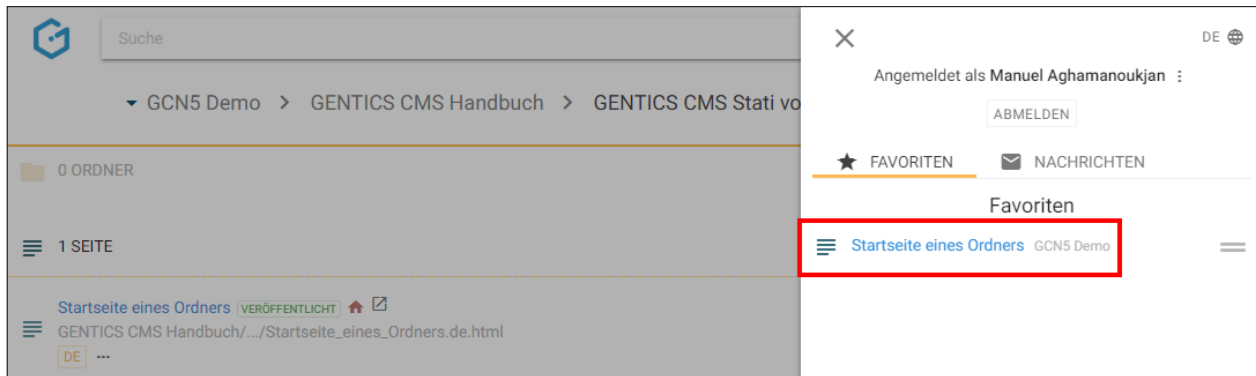 Suche
GCN5 Demo > GENTICS CMS Handbuch > GENTICS CMS Stati vo
0 ORDNER
1 SEITE
Startseite eines Ordners VERÖFFENTLICHT
GENTICS CMS Handbuch/.../Startseite_eines_Ordners.de.html
DE ...
DE
Angemeldet als Manuel Aghamanoukjan
ABMELDEN
FAVORITEN NACHRICHTEN
Favoriten
Startseite eines Ordners GCN5 Demo